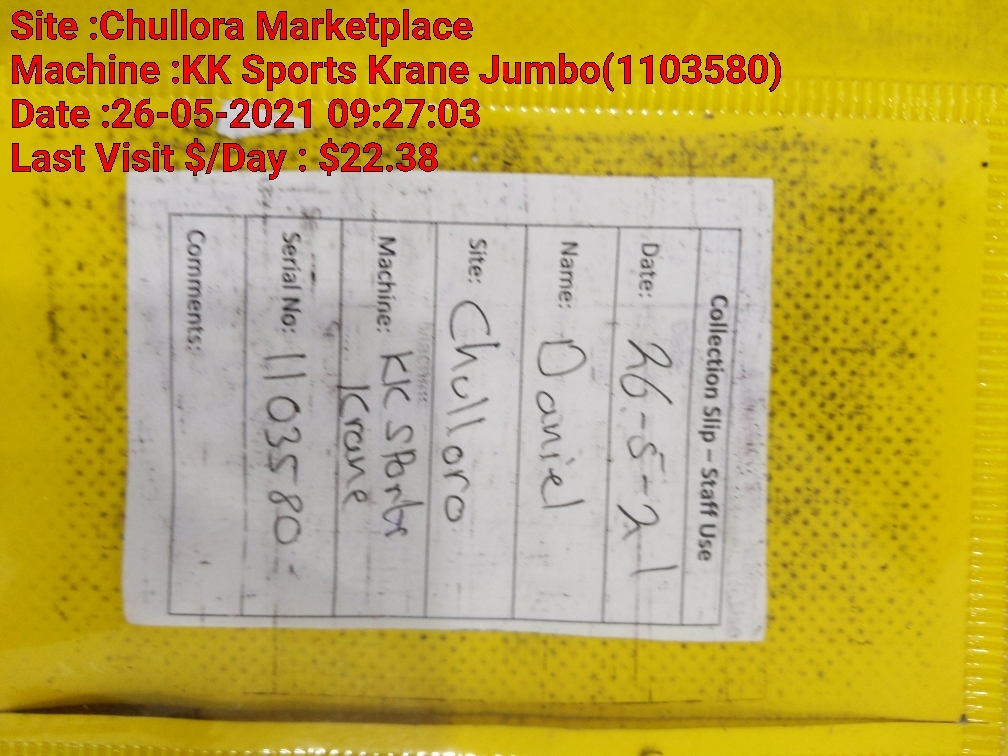 Site :Chullora Marketplace
Machine :KK Sports Krane Jumbo(1103580)
Date :26-05-2021 09:27:03
Last Visit $/Day : $22.38
Collection Slip – Staff Use
Date: 26-5-21
Name: Daniel
Site: Chulloro
Machine: KK Sports
Krane
Serial No: 1103580
Comments: